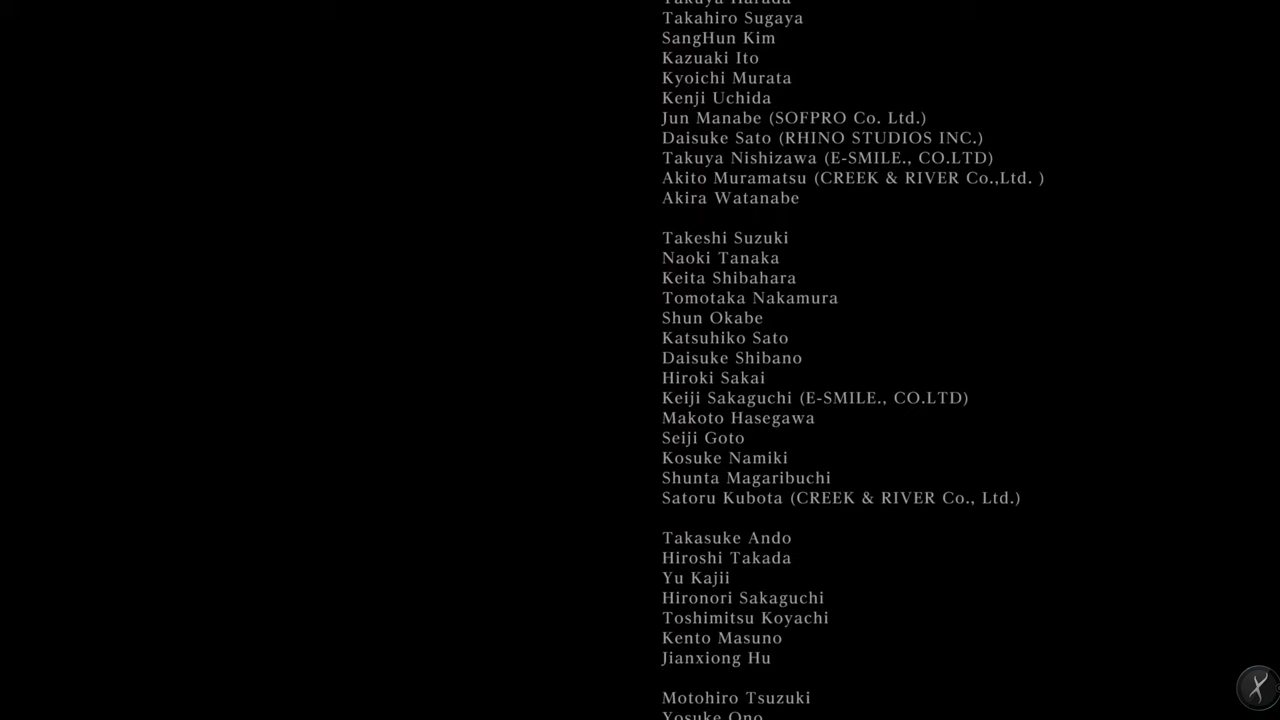 Takuya Harada
Takahiro Sugaya
SangHun Kim
Kazuaki Ito
Kyoichi Murata
Kenji Uchida
Jun Manabe (SOFPRO Co. Ltd.)
Daisuke Sato (RHINO STUDIOS INC.)
Takuya Nishizawa (E-SMILE., CO.LTD)
Akito Muramatsu (CREEK & RIVER Co.,Ltd. )
Akira Watanabe
Takeshi Suzuki
Naoki Tanaka
Keita Shibahara
Tomotaka Nakamura
Shun Okabe
Katsuhiko Sato
Daisuke Shibano
Hiroki Sakai
Keiji Sakaguchi (E-SMILE., CO.LTD)
Makoto Hasegawa
Seiji Goto
Kosuke Namiki
Shunta Magaribuchi
Satoru Kubota (CREEK & RIVER Co., Ltd.)
Takasuke Ando
Hiroshi Takada
Yu Kajii
Hironori Sakaguchi
Toshimitsu Koyachi
Kento Masuno
Jianxiong Hu
Motohiro Tsuzuki
Yosuke Ono